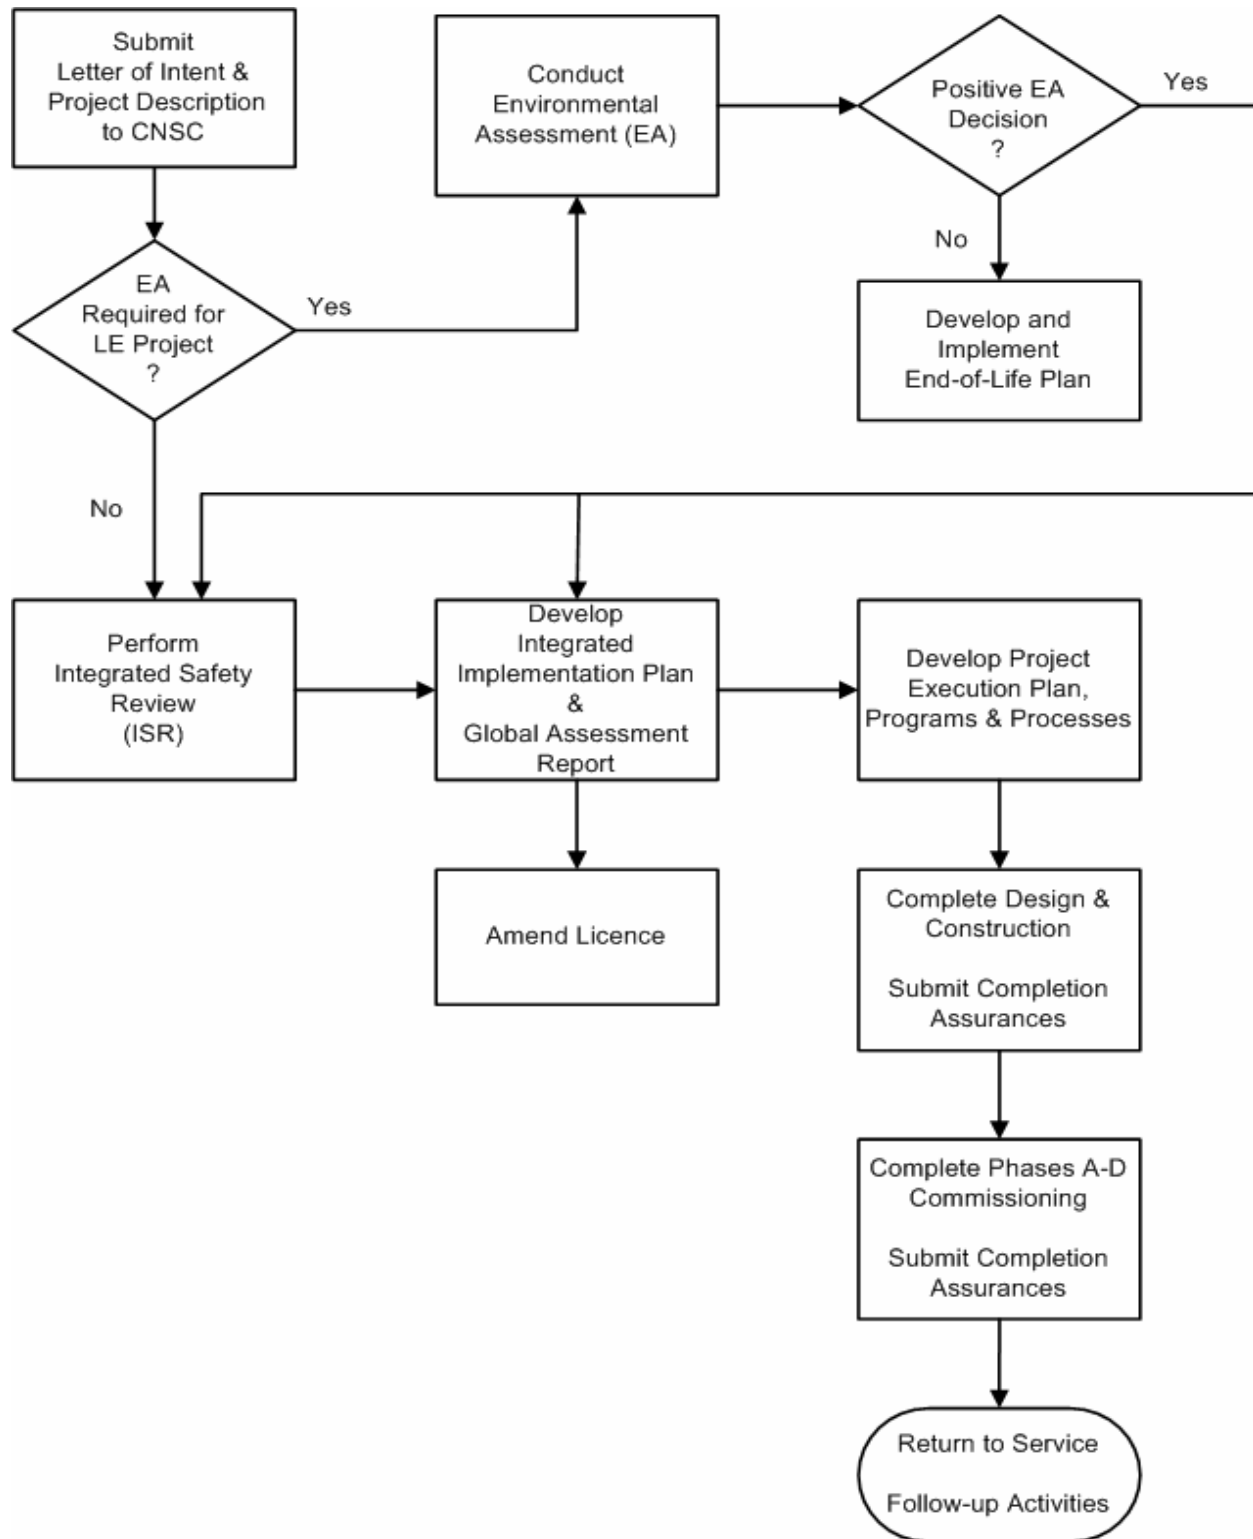 Submit
Letter of Intent &
Project Description
to CNSC
EA
Required for
LE Project
?
Yes
No
Conduct
Environmental
Assessment (EA)
Positive EA
Decision
?
Yes
No
Develop and
Implement
End-of-Life Plan
Perform
Integrated Safety
Review
(ISR)
Develop
Integrated
Implementation Plan
&
Global Assessment
Report
Amend Licence
Develop Project
Execution Plan,
Programs & Processes
Complete Design &
Construction
Submit Completion
Assurances
Complete Phases A-D
Commissioning
Submit Completion
Assurances
Return to Service
Follow-up Activities